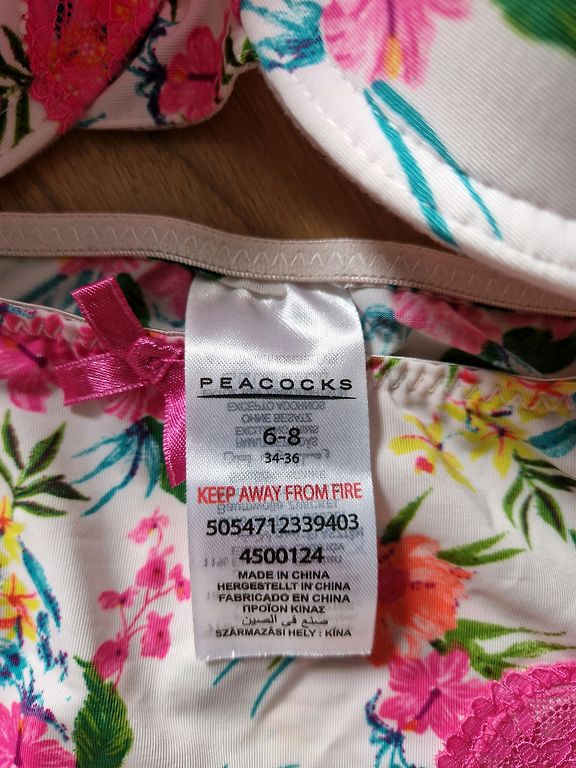 PEACOCKS
6-8
34-36
KEEP AWAY FROM FIRE
5054712339403
4500124
MADE IN CHINA
HERGESTELLT IN CHINA
FABRICADO EN CHINA
ΠΡΟΪΟΝ ΚΙΝΑΣ
صنع في الصين
SZÁRMAZÁSI HELY : KÍNA